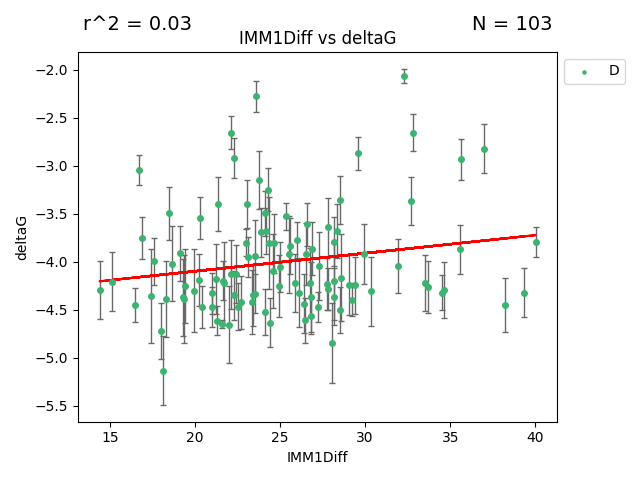 r^2 = 0.03
N = 103
IMM1Diff vs deltaG
D
−2.0
−2.5
−3.0
−3.5
−4.0
−4.5
−5.0
−5.5
deltaG
15 20 25 30 35 40
IMM1Diff